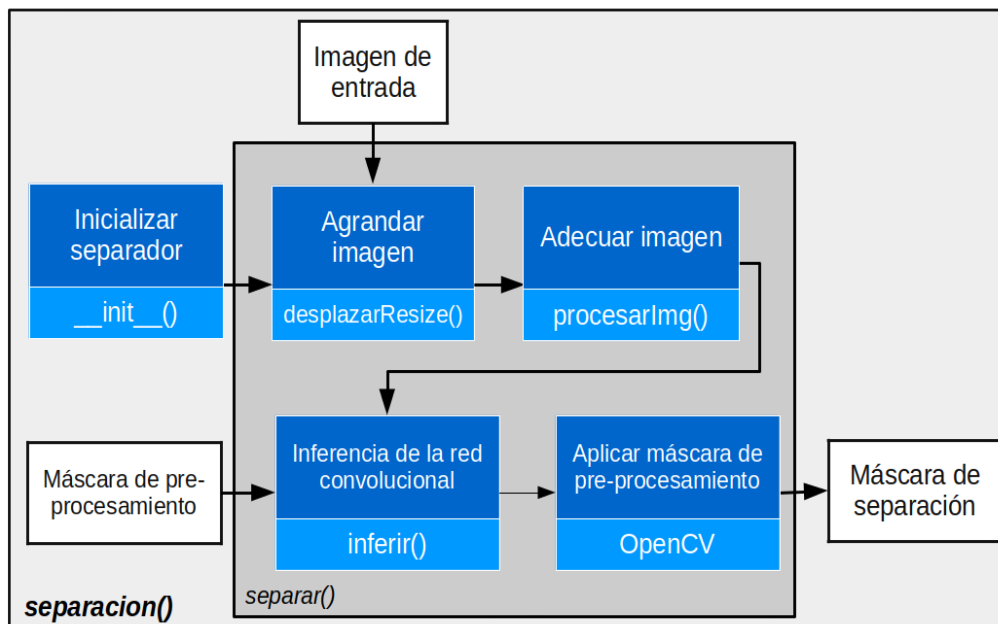 Imagen de
entrada
Inicializar
separador
__init__()
Agrandar
imagen
desplazarResize()
Adecuar imagen
procesarImg()
Máscara de pre-
procesamiento
Inferencia de la red
convolucional
inferir()
Aplicar máscara de
pre-procesamiento
OpenCV
Máscara de
separación
separar()
separacion()